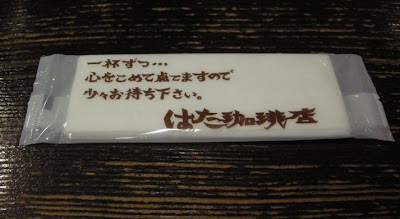 一杯ずつ…
心をこめて点てますので
少々お持ち下さい。
はた珈琲店